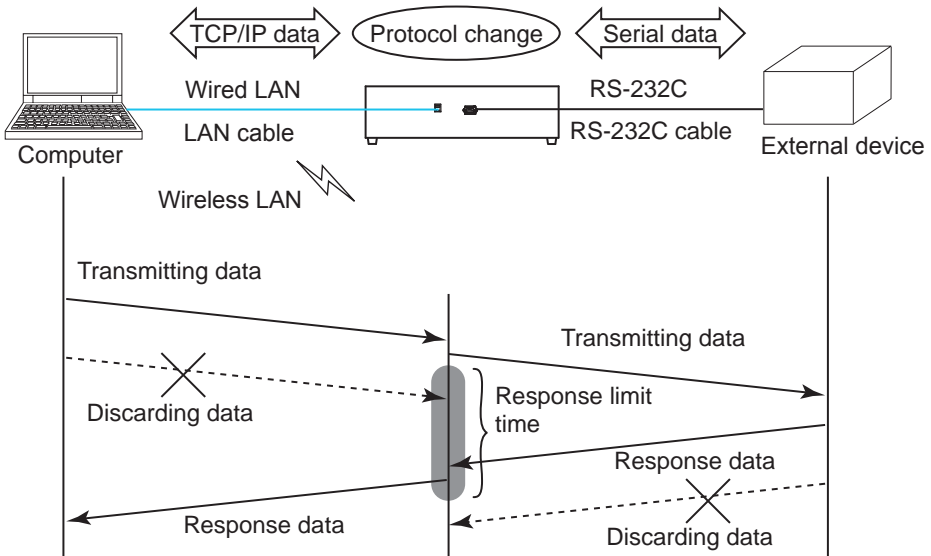 TCP/IP data
Protocol change
Serial data
Wired LAN
RS-232C
LAN cable
RS-232C cable
Computer
External device
Wireless LAN
Transmitting data
Transmitting data
Discarding data
Response limit
time
Response data
Response data
Discarding data